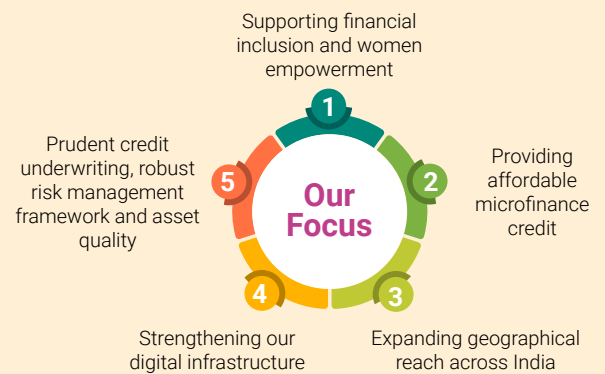 Supporting financial
inclusion and women
empowerment
1
2
Providing
affordable
microfinance
credit
3
Expanding geographical
reach across India
4
Strengthening our
digital infrastructure
5
Prudent credit
underwriting, robust
risk management
framework and asset
quality
Our
Focus